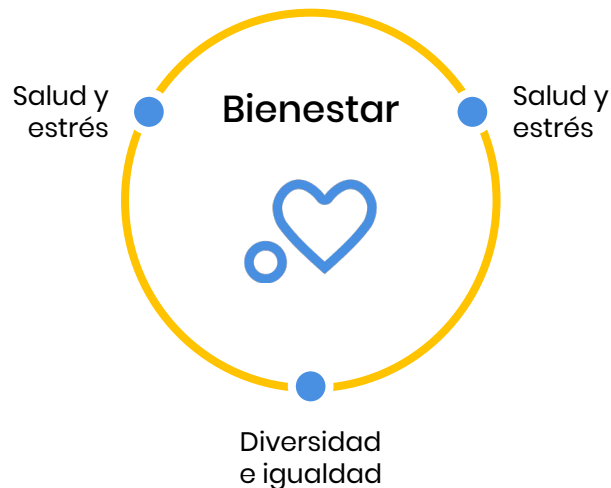 Bienestar
Salud y
estrés
Salud y
estrés
Diversidad
e igualdad